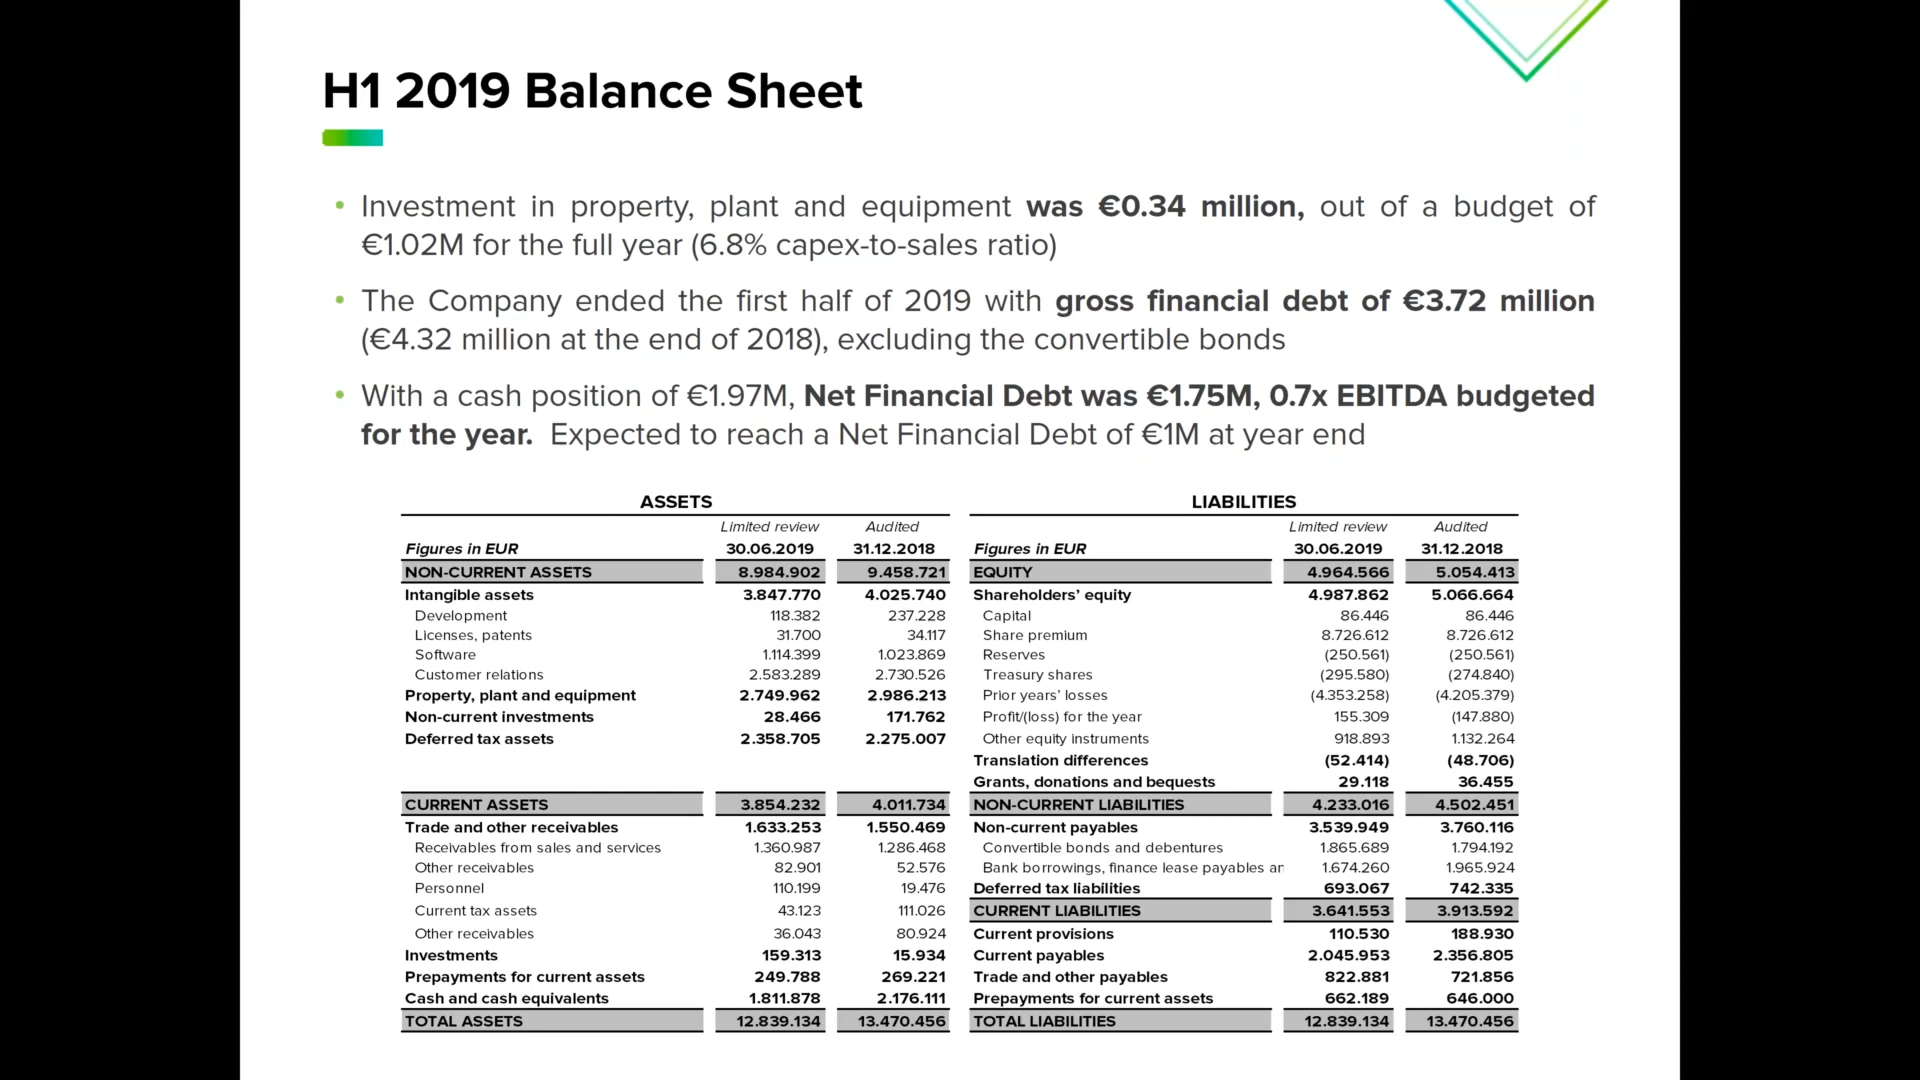 H1 2019 Balance Sheet
• Investment in property, plant and equipment was €0.34 million, out of a budget of
€1.02M for the full year (6.8% capex-to-sales ratio)
• The Company ended the first half of 2019 with gross financial debt of €3.72 million
(€4.32 million at the end of 2018), excluding the convertible bonds
• With a cash position of €1.97M, Net Financial Debt was €1.75M, 0.7x EBITDA budgeted
for the year. Expected to reach a Net Financial Debt of €1M at year end
ASSETS
Limited review Audited
Figures in EUR 30.06.2019 31.12.2018
NON-CURRENT ASSETS 8.984.902 9.458.721
Intangible assets 3.847.770 4.025.740
Development 118.382 237.228
Licenses, patents 31.700 34.117
Software 1.114.399 1.023.869
Customer relations 2.583.289 2.730.526
Property, plant and equipment 2.749.962 2.986.213
Non-current investments 28.466 171.762
Deferred tax assets 2.358.705 2.275.007
CURRENT ASSETS 3.854.232 4.011.734
Trade and other receivables 1.633.253 1.550.469
Receivables from sales and services 1.360.987 1.286.468
Other receivables 82.901 52.576
Personnel 110.199 19.476
Current tax assets 43.123 111.026
Other receivables 36.043 80.924
Investments 159.313 15.934
Prepayments for current assets 249.788 269.221
Cash and cash equivalents 1.811.878 2.176.111
TOTAL ASSETS 12.839.134 13.470.456
LIABILITIES
Limited review Audited
Figures in EUR 30.06.2019 31.12.2018
EQUITY 4.964.566 5.054.413
Shareholders' equity 4.987.862 5.066.664
Capital 86.446 86.446
Share premium 8.726.612 8.726.612
Reserves (250.561) (250.561)
Treasury shares (295.580) (274.840)
Prior years' losses (4.353.258) (4.205.379)
Profit/(loss) for the year 155.309 (147.880)
Other equity instruments 918.893 1.132.264
Translation differences (52.414) (48.706)
Grants, donations and bequests 29.118 36.455
NON-CURRENT LIABILITIES 4.233.016 4.502.451
Non-current payables 3.539.949 3.760.116
Convertible bonds and debentures 1.865.689 1.794.192
Bank borrowings, finance lease payables an 1.674.260 1.965.924
Deferred tax liabilities 693.067 742.335
CURRENT LIABILITIES 3.641.553 3.913.592
Current provisions 110.530 188.930
Current payables 2.045.953 2.356.805
Trade and other payables 822.881 721.856
Prepayments for current assets 662.189 646.000
TOTAL LIABILITIES 12.839.134 13.470.456